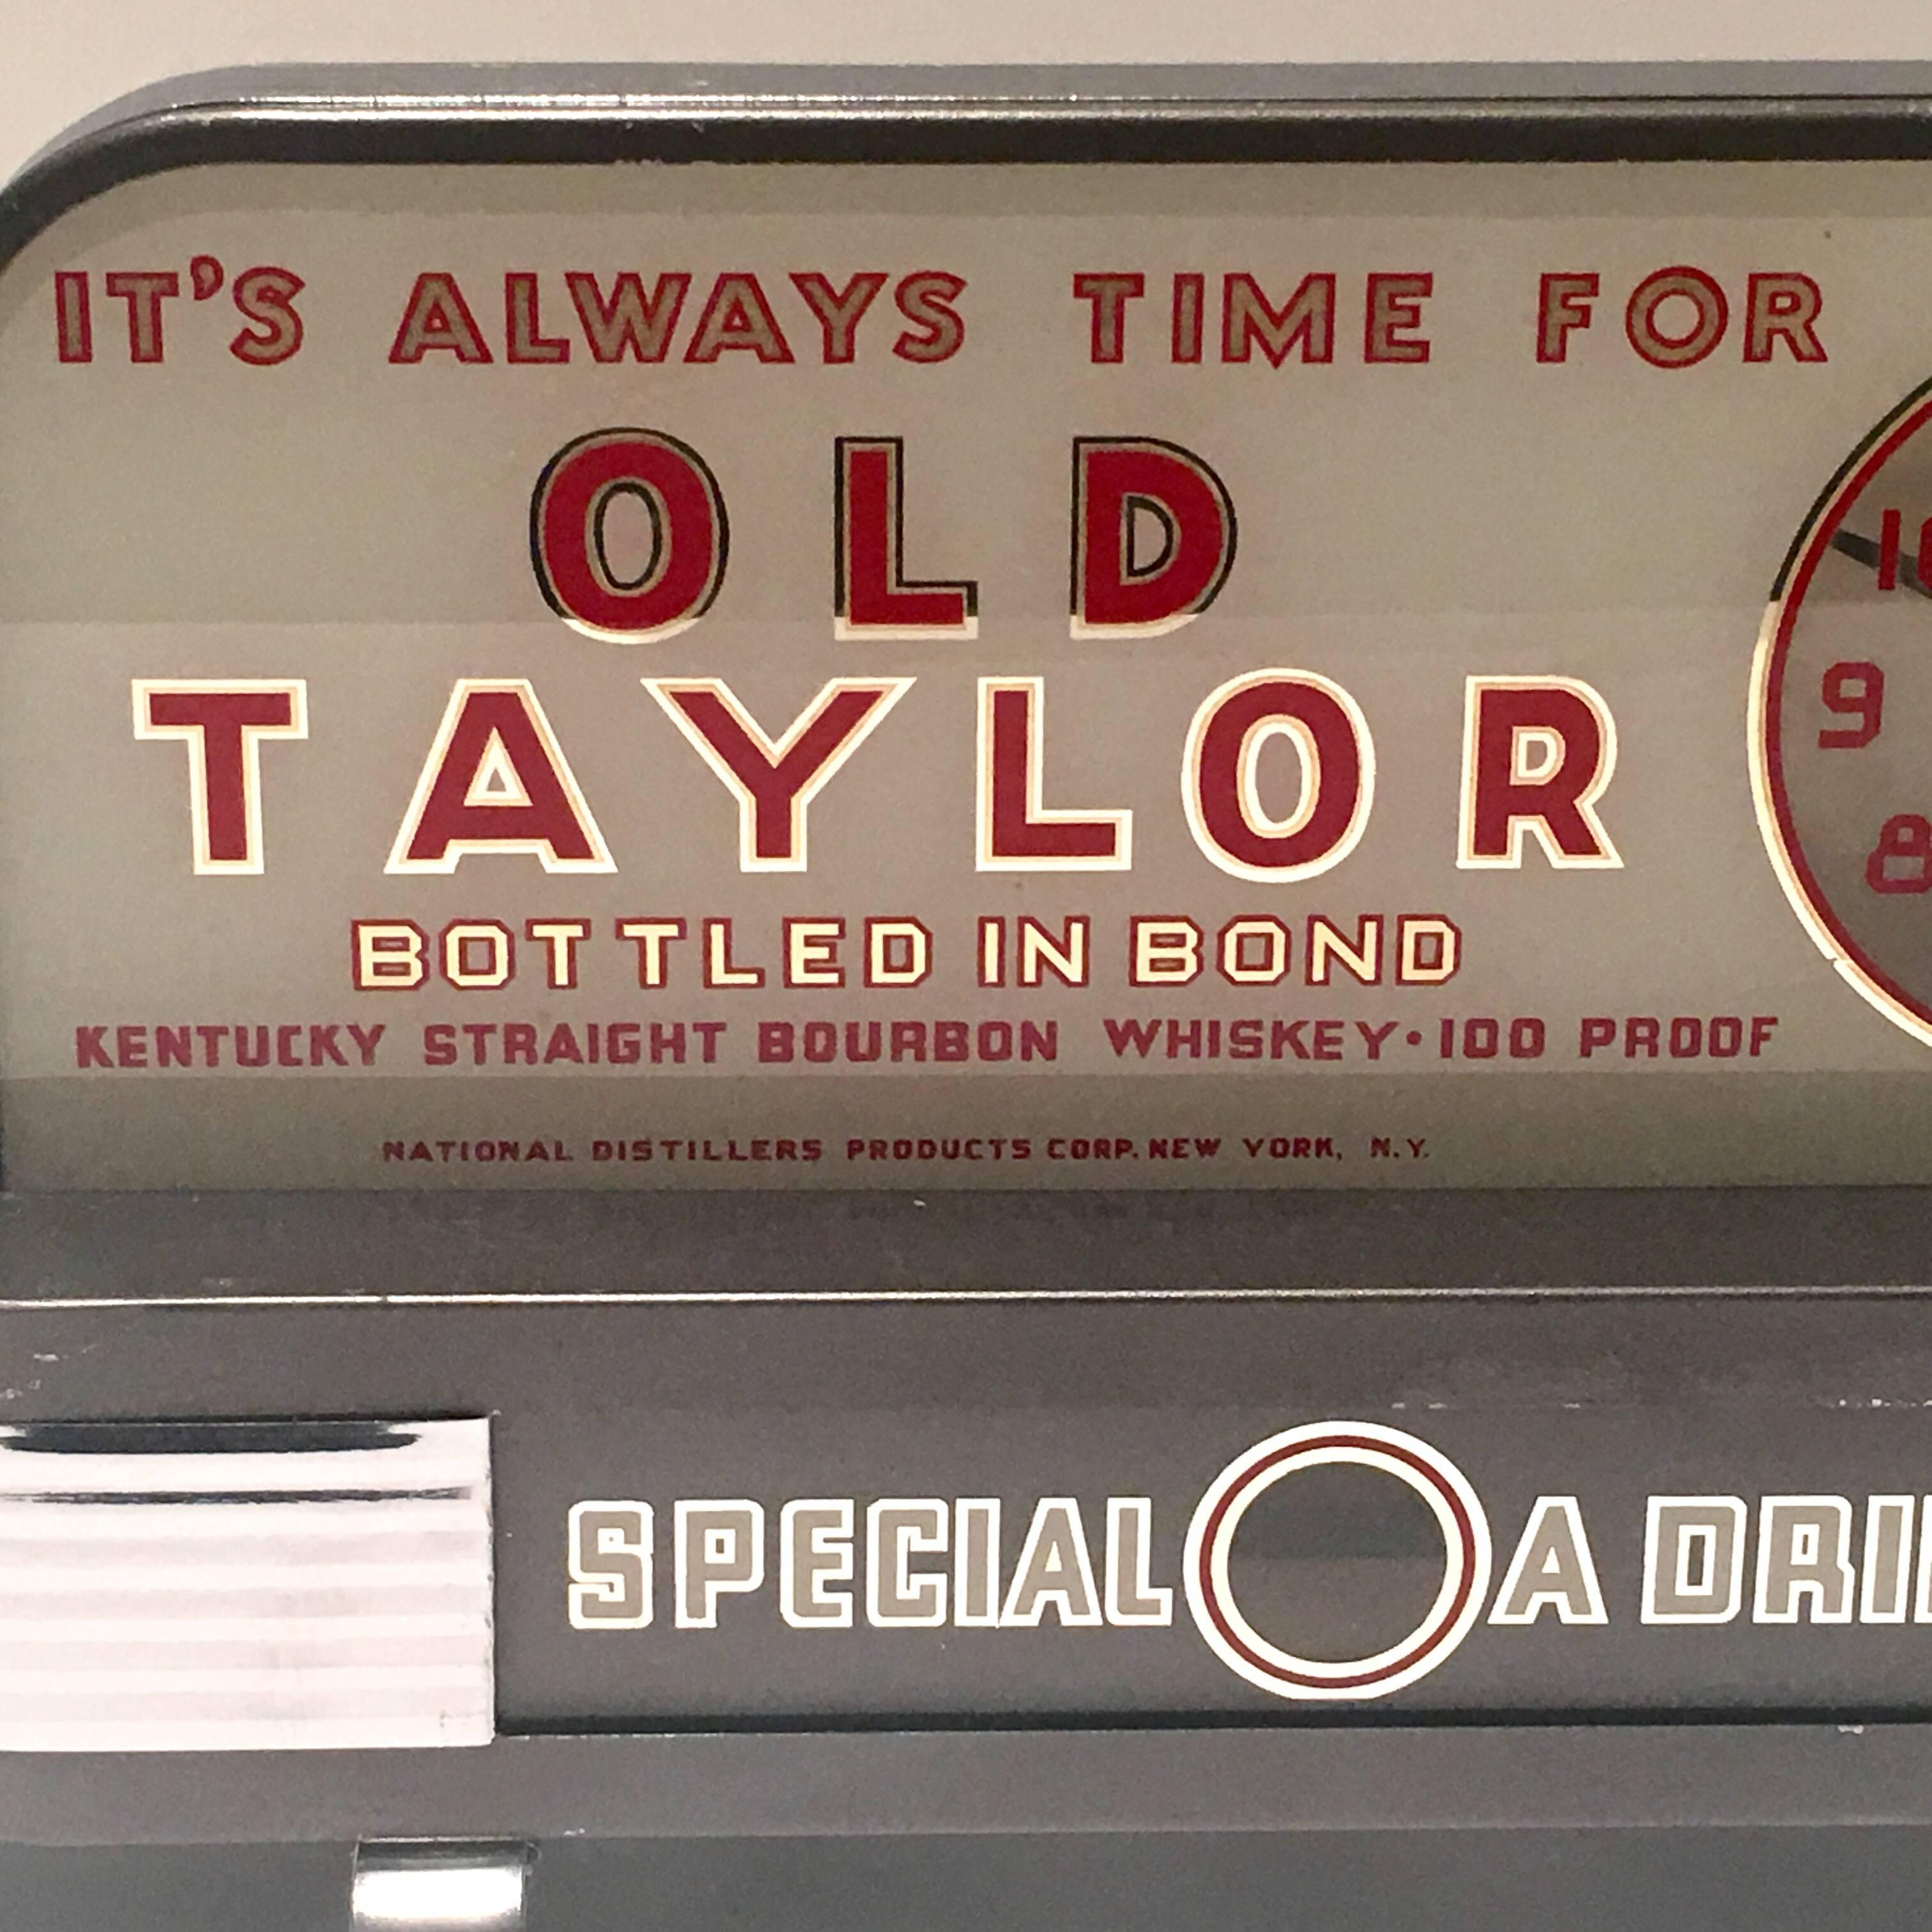 IT'S ALWAYS TIME FOR
OLD
TAYLOR
BOTTLED IN BOND
KENTUCKY STRAIGHT BOURBON WHISKEY · 100 PROOF
NATIONAL DISTILLERS PRODUCTS CORP. NEW YORK, N.Y.
9
8
SPECIAL A